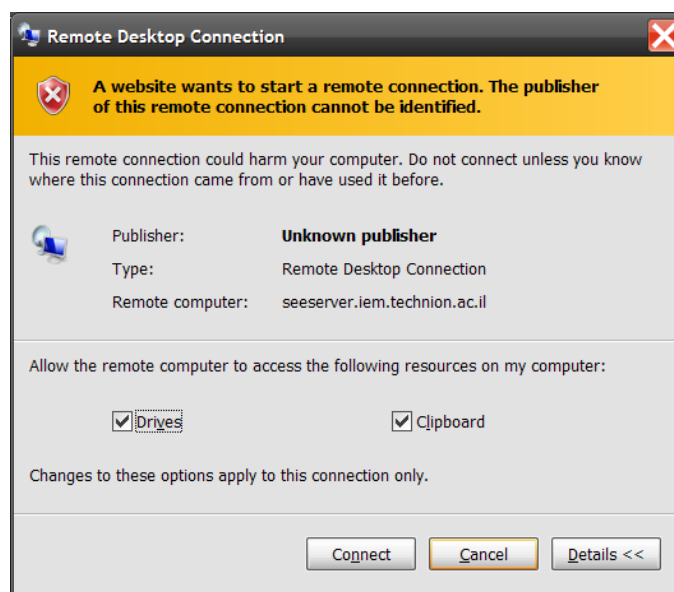 Remote Desktop Connection
A website wants to start a remote connection. The publisher
of this remote connection cannot be identified.
This remote connection could harm your computer. Do not connect unless you know
where this connection came from or have used it before.
Publisher: Unknown publisher
Type: Remote Desktop Connection
Remote computer: seeserver.iem.technion.ac.il
Allow the remote computer to access the following resources on my computer:
Drives Clipboard
Changes to these options apply to this connection only.
Connect Cancel Details <<